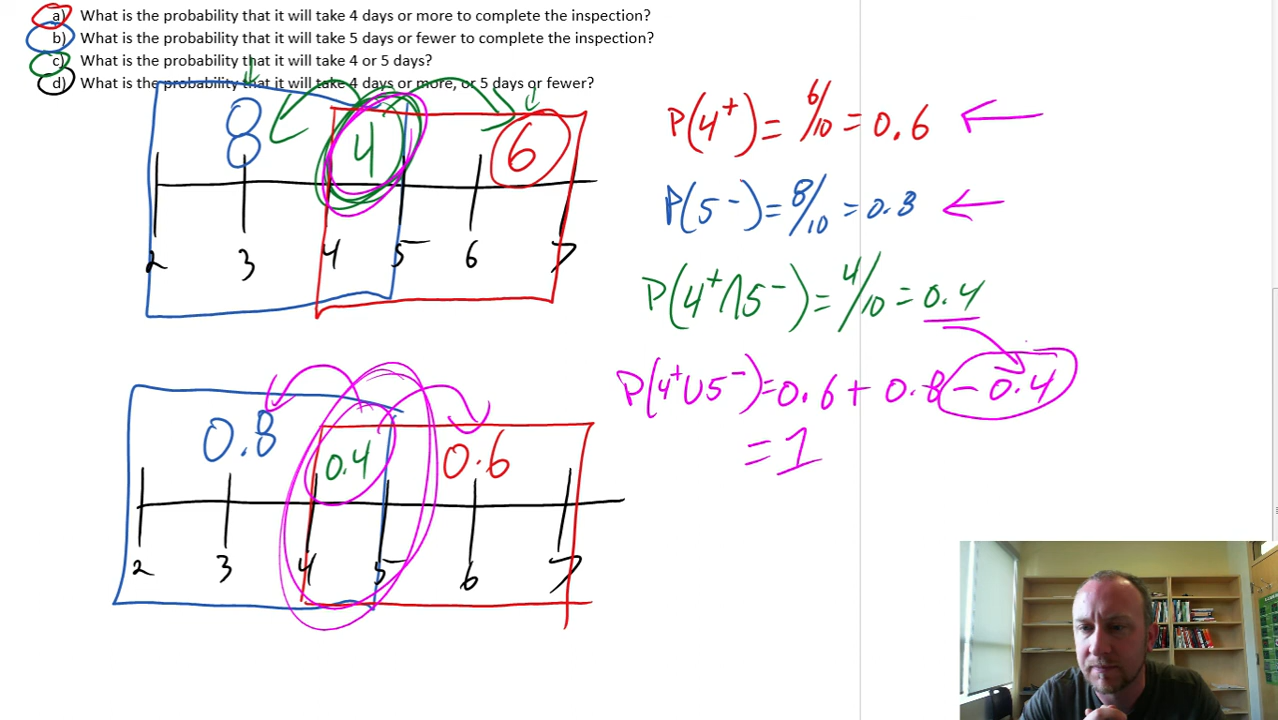 a) What is the probability that it will take 4 days or more to complete the inspection?
b) What is the probability that it will take 5 days or fewer to complete the inspection?
c) What is the probability that it will take 4 or 5 days?
d) What is the probability that it will take 4 days or more, or 5 days or fewer?
8 4 6
2 3 4 5 6 7
P(4⁺) = 6/10 = 0.6
P(5⁻) = 8/10 = 0.8
P(4⁺∩5⁻) = 4/10 = 0.4
P(4⁺∪5⁻) = 0.6 + 0.8 - 0.4
= 1
0.8 0.4 0.6
2 3 4 5 6 7